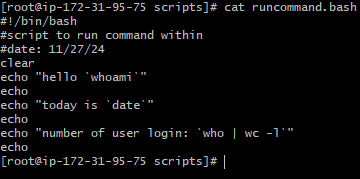 [root@ip-172-31-95-75 scripts]# cat runcommand.bash
#!/bin/bash
#script to run command within
#date: 11/27/24
clear
echo "hello `whoami`"
echo
echo "today is `date`"
echo
echo "number of user login: `who | wc -l`"
echo
[root@ip-172-31-95-75 scripts]#